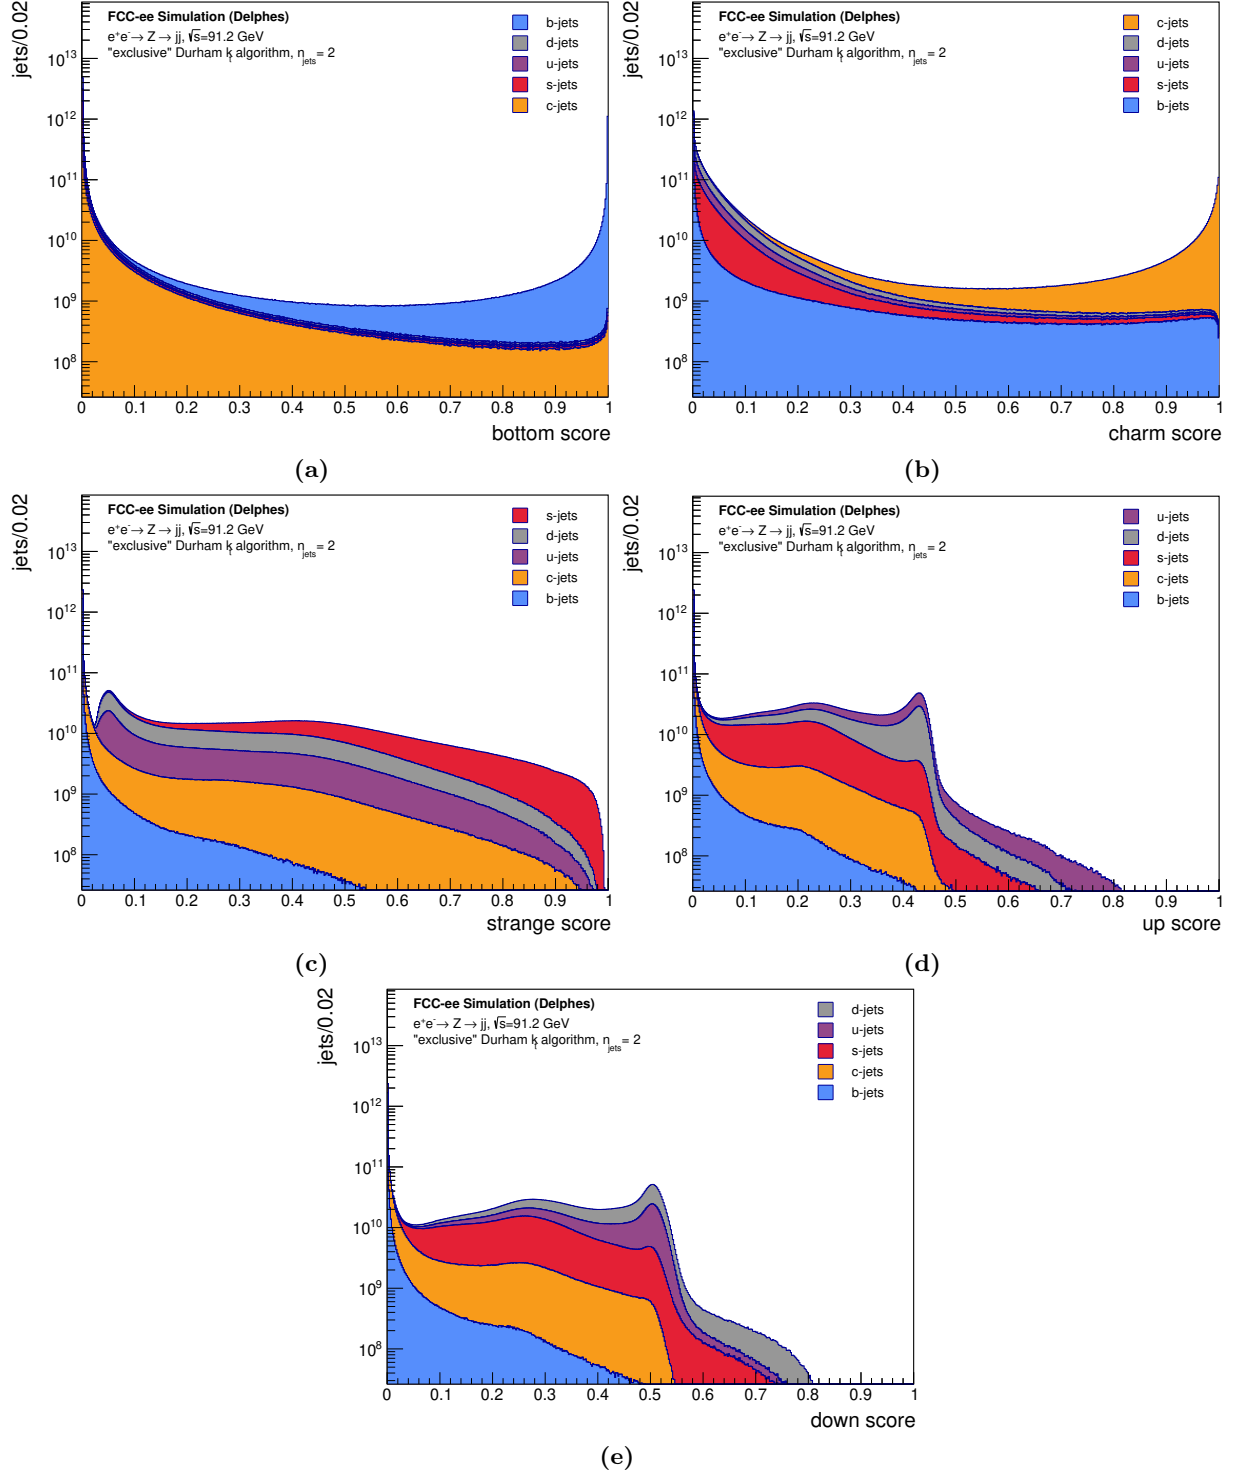 jets/0.02
FCC-ee Simulation (Delphes)
e⁺e⁻→ Z → jj, √s=91.2 GeV
"exclusive" Durham kₜ algorithm, n_jets = 2
b-jets
d-jets
u-jets
s-jets
c-jets
10¹³
10¹²
10¹¹
10¹⁰
10⁹
10⁸
0 0.1 0.2 0.3 0.4 0.5 0.6 0.7 0.8 0.9 1
bottom score
(a)
jets/0.02
FCC-ee Simulation (Delphes)
e⁺e⁻→ Z → jj, √s=91.2 GeV
"exclusive" Durham kₜ algorithm, n_jets = 2
c-jets
d-jets
u-jets
s-jets
b-jets
10¹³
10¹²
10¹¹
10¹⁰
10⁹
10⁸
0 0.1 0.2 0.3 0.4 0.5 0.6 0.7 0.8 0.9 1
charm score
(b)
jets/0.02
FCC-ee Simulation (Delphes)
e⁺e⁻→ Z → jj, √s=91.2 GeV
"exclusive" Durham kₜ algorithm, n_jets = 2
s-jets
d-jets
u-jets
c-jets
b-jets
10¹³
10¹²
10¹¹
10¹⁰
10⁹
10⁸
0 0.1 0.2 0.3 0.4 0.5 0.6 0.7 0.8 0.9 1
strange score
(c)
jets/0.02
FCC-ee Simulation (Delphes)
e⁺e⁻→ Z → jj, √s=91.2 GeV
"exclusive" Durham kₜ algorithm, n_jets = 2
u-jets
d-jets
s-jets
c-jets
b-jets
10¹³
10¹²
10¹¹
10¹⁰
10⁹
10⁸
0 0.1 0.2 0.3 0.4 0.5 0.6 0.7 0.8 0.9 1
up score
(d)
jets/0.02
FCC-ee Simulation (Delphes)
e⁺e⁻→ Z → jj, √s=91.2 GeV
"exclusive" Durham kₜ algorithm, n_jets = 2
d-jets
u-jets
s-jets
c-jets
b-jets
10¹³
10¹²
10¹¹
10¹⁰
10⁹
10⁸
0 0.1 0.2 0.3 0.4 0.5 0.6 0.7 0.8 0.9 1
down score
(e)